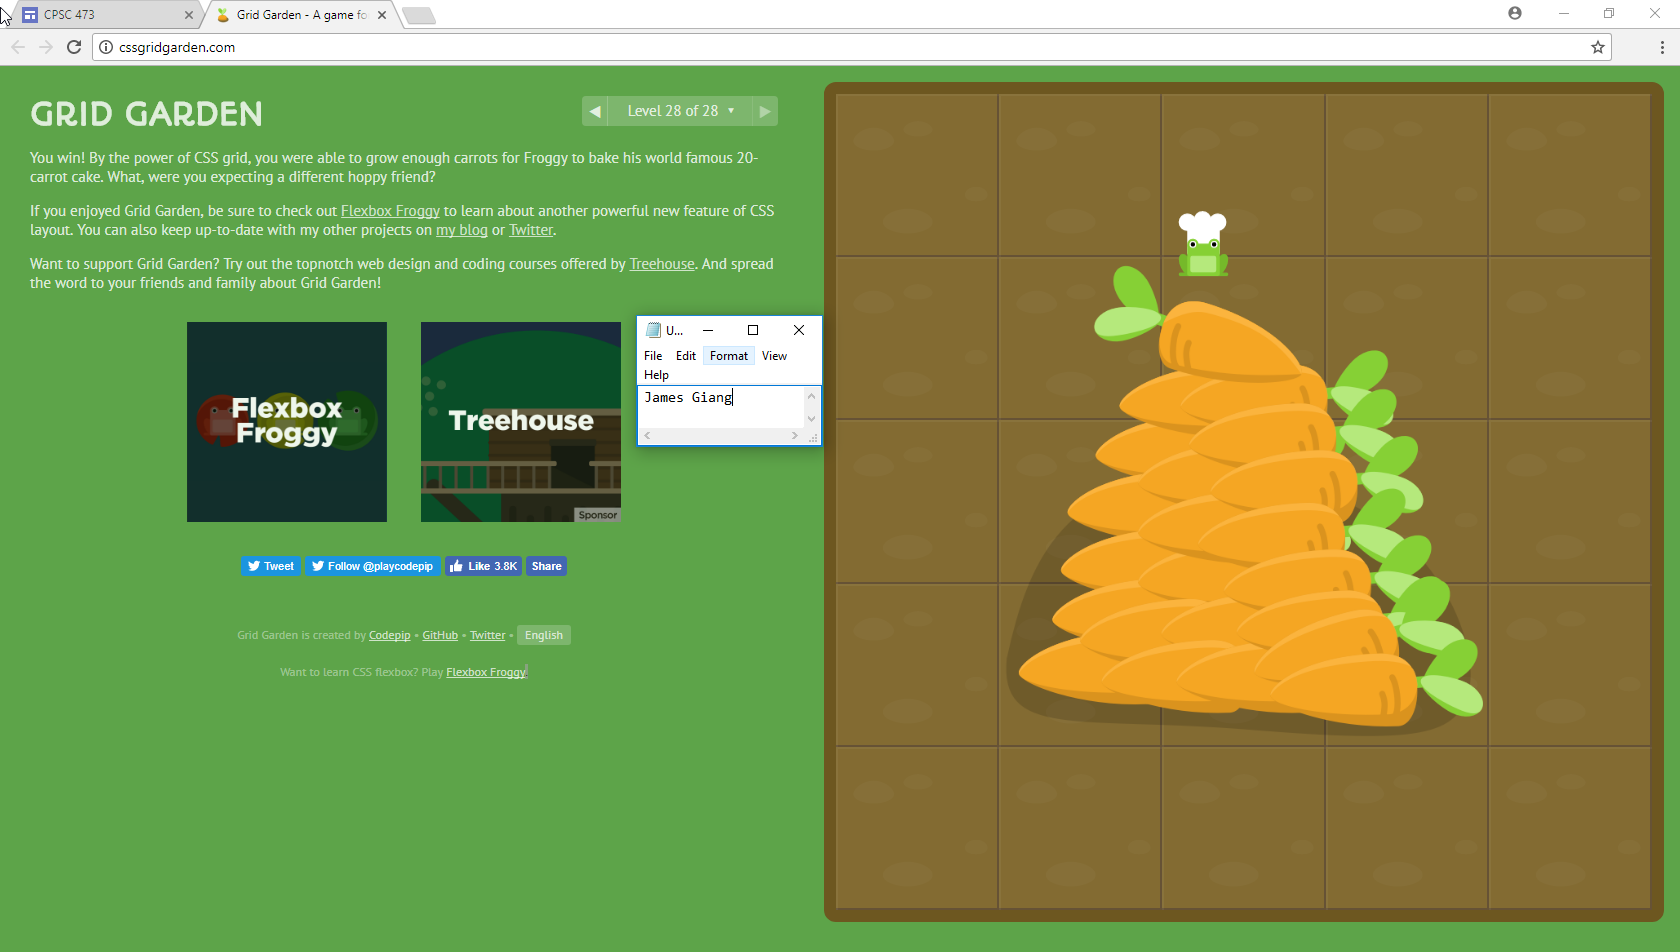 CPSC 473
Grid Garden - A game fo
cssgridgarden.com
GRID GARDEN
◀ Level 28 of 28 ▼ ▶
You win! By the power of CSS grid, you were able to grow enough carrots for Froggy to bake his world famous 20-
carrot cake. What, were you expecting a different hoppy friend?
If you enjoyed Grid Garden, be sure to check out Flexbox Froggy to learn about another powerful new feature of CSS
layout. You can also keep up-to-date with my other projects on my blog or Twitter.
Want to support Grid Garden? Try out the topnotch web design and coding courses offered by Treehouse. And spread
the word to your friends and family about Grid Garden!
Flexbox
Froggy
Treehouse
Sponsor
U...
File Edit Format View
Help
James Giang
Tweet Follow @playcodepip Like 3.8K Share
Grid Garden is created by Codepip • GitHub • Twitter • English
Want to learn CSS flexbox? Play Flexbox Froggy.